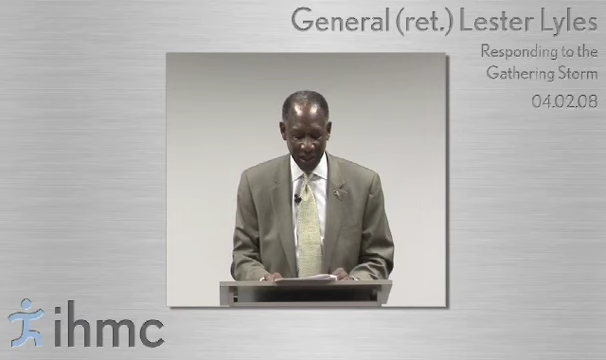 General (ret.) Lester Lyles
Responding to the
Gathering Storm
04.02.08
ihmc